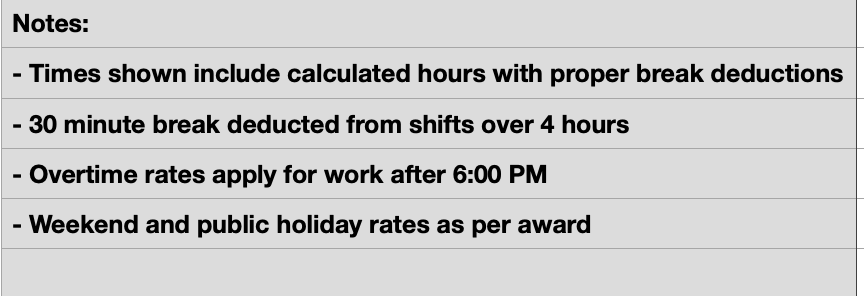 Notes:
- Times shown include calculated hours with proper break deductions
- 30 minute break deducted from shifts over 4 hours
- Overtime rates apply for work after 6:00 PM
- Weekend and public holiday rates as per award